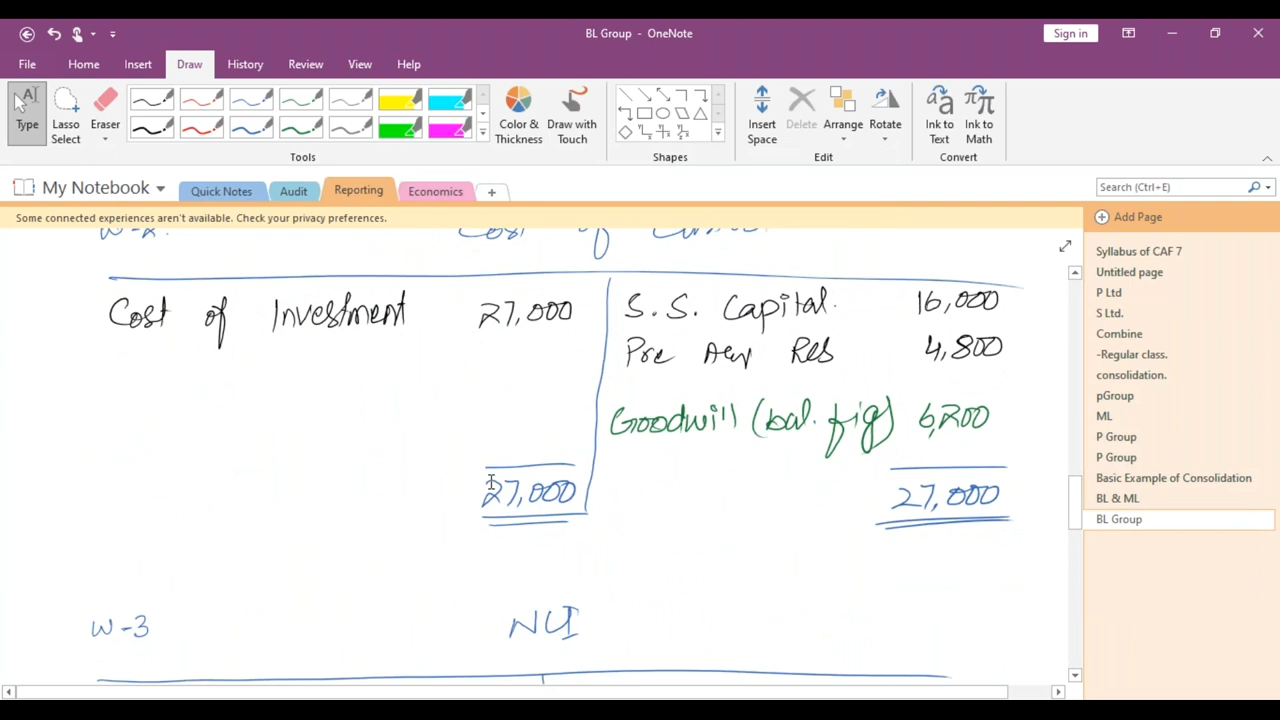 BL Group - OneNote
Sign in
File Home Insert Draw History Review View Help
Type
Lasso Select
Eraser
Color & Thickness
Draw with Touch
Insert Space
Delete
Arrange
Rotate
Ink to Text
Ink to Math
Tools
Shapes
Edit
Convert
My Notebook
Quick Notes
Audit
Reporting
Economics
Search (Ctrl+E)
Some connected experiences aren't available. Check your privacy preferences.
Add Page
Syllabus of CAF 7
Untitled page
P Ltd
S Ltd.
Combine
-Regular class.
consolidation.
pGroup
ML
P Group
P Group
Basic Example of Consolidation
BL & ML
BL Group
W-2. Cost of
Cost of Investment 27,000 S.S. Capital. 16,000
Pre Acq Res 4,800
Goodwill (bal. fig) 6,200
27,000 27,000
W-3 NCI